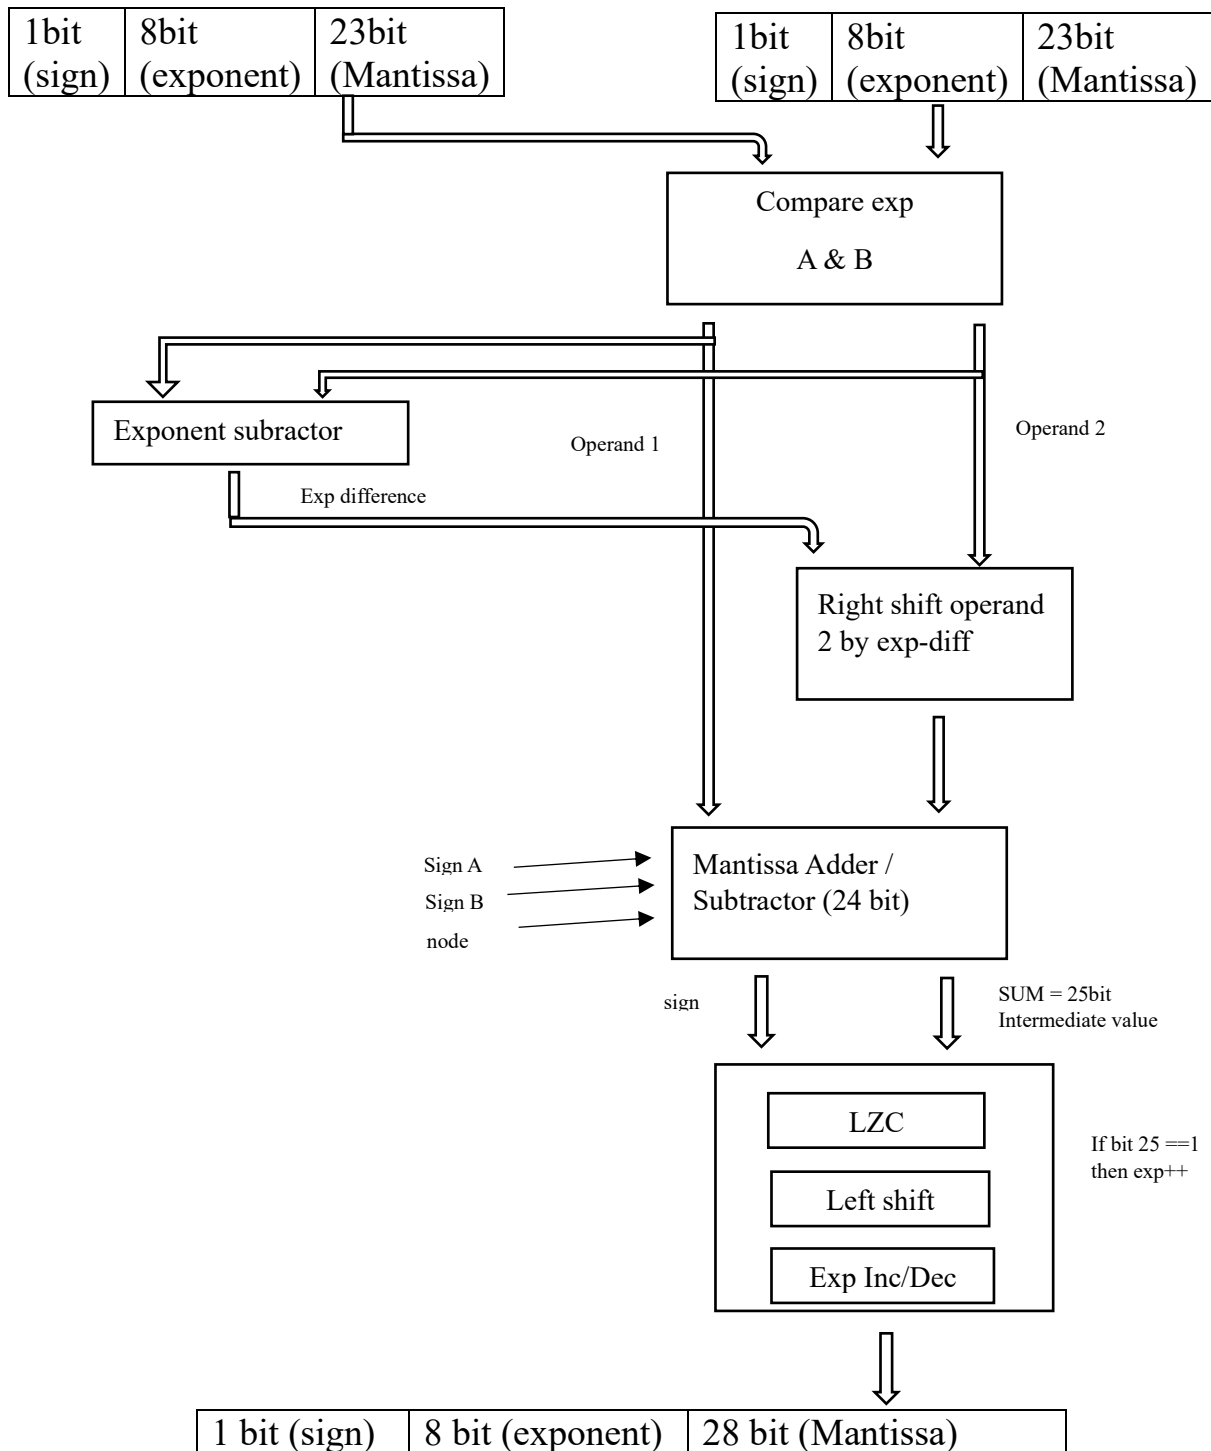 1bit 8bit 23bit
(sign) (exponent) (Mantissa)
1bit 8bit 23bit
(sign) (exponent) (Mantissa)
Compare exp
A & B
Exponent subractor
Operand 1
Operand 2
Exp difference
Right shift operand
2 by exp-diff
Sign A
Sign B
node
Mantissa Adder /
Subtractor (24 bit)
sign
SUM = 25bit
Intermediate value
LZC
Left shift
Exp Inc/Dec
If bit 25 ==1
then exp++
1 bit (sign) 8 bit (exponent) 28 bit (Mantissa)